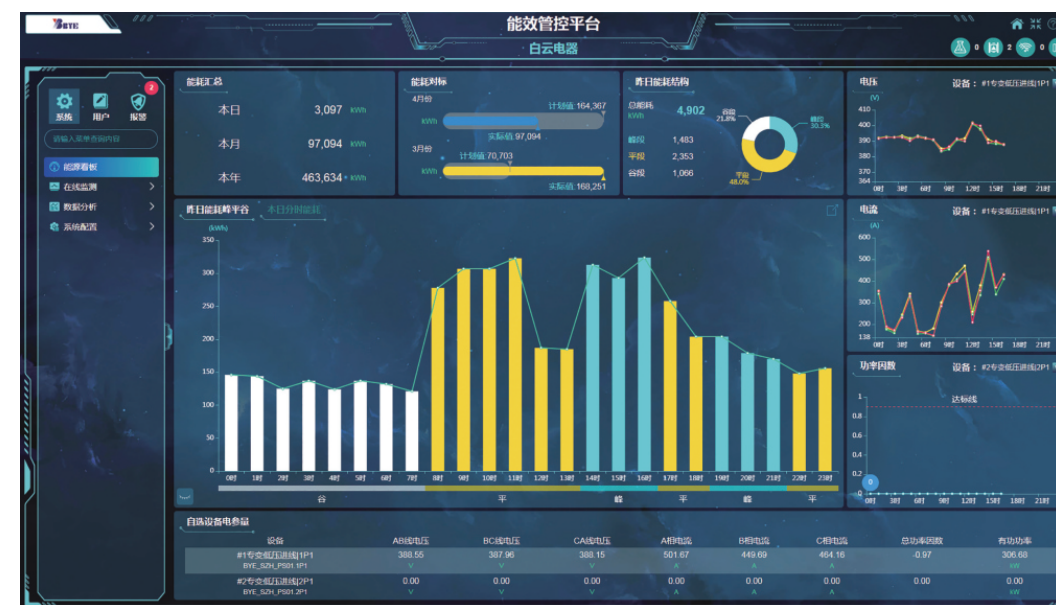 BYE
能效管控平台
白云电器
0 2 0
系统 用户 报警 2
请输入菜单查询内容
能源看板
在线监测
数据分析
系统配置
能耗汇总
本日 3,097 kWh
本月 97,094 kWh
本年 463,634 kWh
能耗对标
4月份
计划值:164,367
kWh
实际值:97,094
3月份
计划值:70,703
kWh
实际值:168,251
昨日能耗结构
总能耗 4,902
kWh
峰段 1,483
平段 2,353
谷段 1,066
谷段
21.8%
峰段
30.3%
平段
48.0%
电压 设备: #1专变低压进线|1P1
(V)
410
400
390
380
370
364
0时 3时 6时 9时 12时 15时 18时 21时
昨日能耗峰平谷 本日分时能耗
(kWh)
350
300
250
200
150
100
50
0
0时 1时 2时 3时 4时 5时 6时 7时 8时 9时 10时 11时 12时 13时 14时 15时 16时 17时 18时 19时 20时 21时 22时 23时
谷 平 峰 平 峰 平
电流 设备: #1专变低压进线|1P1
(A)
600
500
400
300
200
138
0时 3时 6时 9时 12时 15时 18时 21时
功率因数 设备: #2专变低压进线|2P1
达标线
1
0.8
0.6
0.4
0.2
0
0
0时 3时 6时 9时 12时 15时 18时 21时
自选设备电参量
设备 AB线电压 BC线电压 CA线电压 A相电流 B相电流 C相电流 总功率因数 有功功率
#1专变低压进线|1P1 388.55 387.96 388.15 501.67 449.69 464.16 -0.97 306.68
BYE_SZH_PS01.1P1 V V V A A A kW
#2专变低压进线|2P1 0.00 0.00 0.00 0.00 0.00 0.00 0.00 0.00
BYE_SZH_PS01.2P1 V V V A A A kW